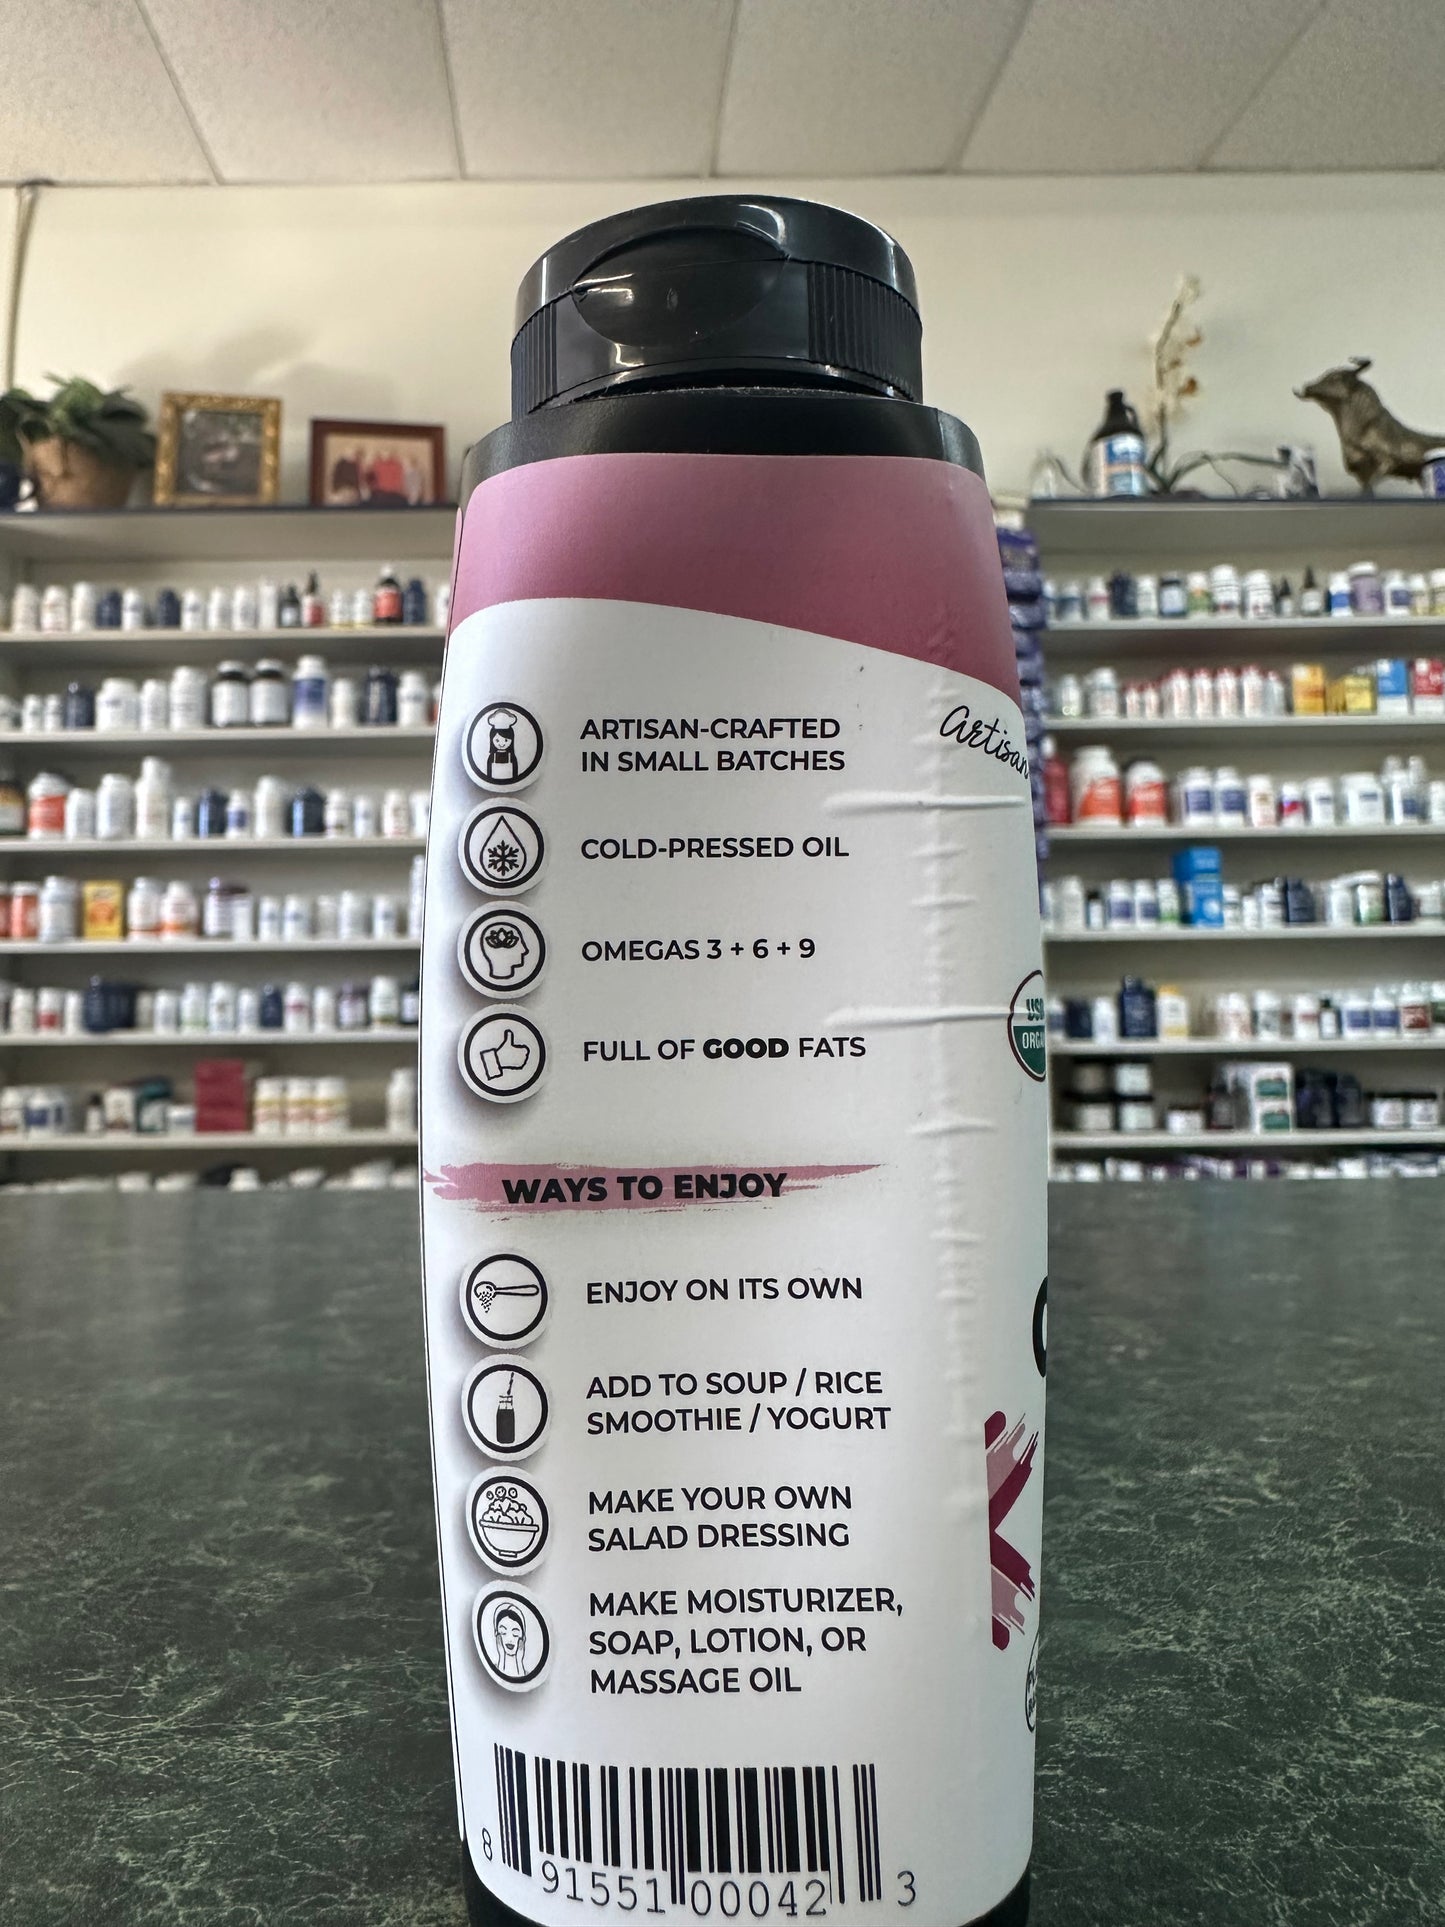 ARTISAN-CRAFTED
IN SMALL BATCHES
Artisan
COLD-PRESSED OIL
OMEGAS 3 + 6 + 9
FULL OF GOOD FATS
WAYS TO ENJOY
ENJOY ON ITS OWN
ADD TO SOUP / RICE
SMOOTHIE / YOGURT
MAKE YOUR OWN
SALAD DRESSING
MAKE MOISTURIZER,
SOAP, LOTION, OR
MASSAGE OIL
8 91551 00042 3